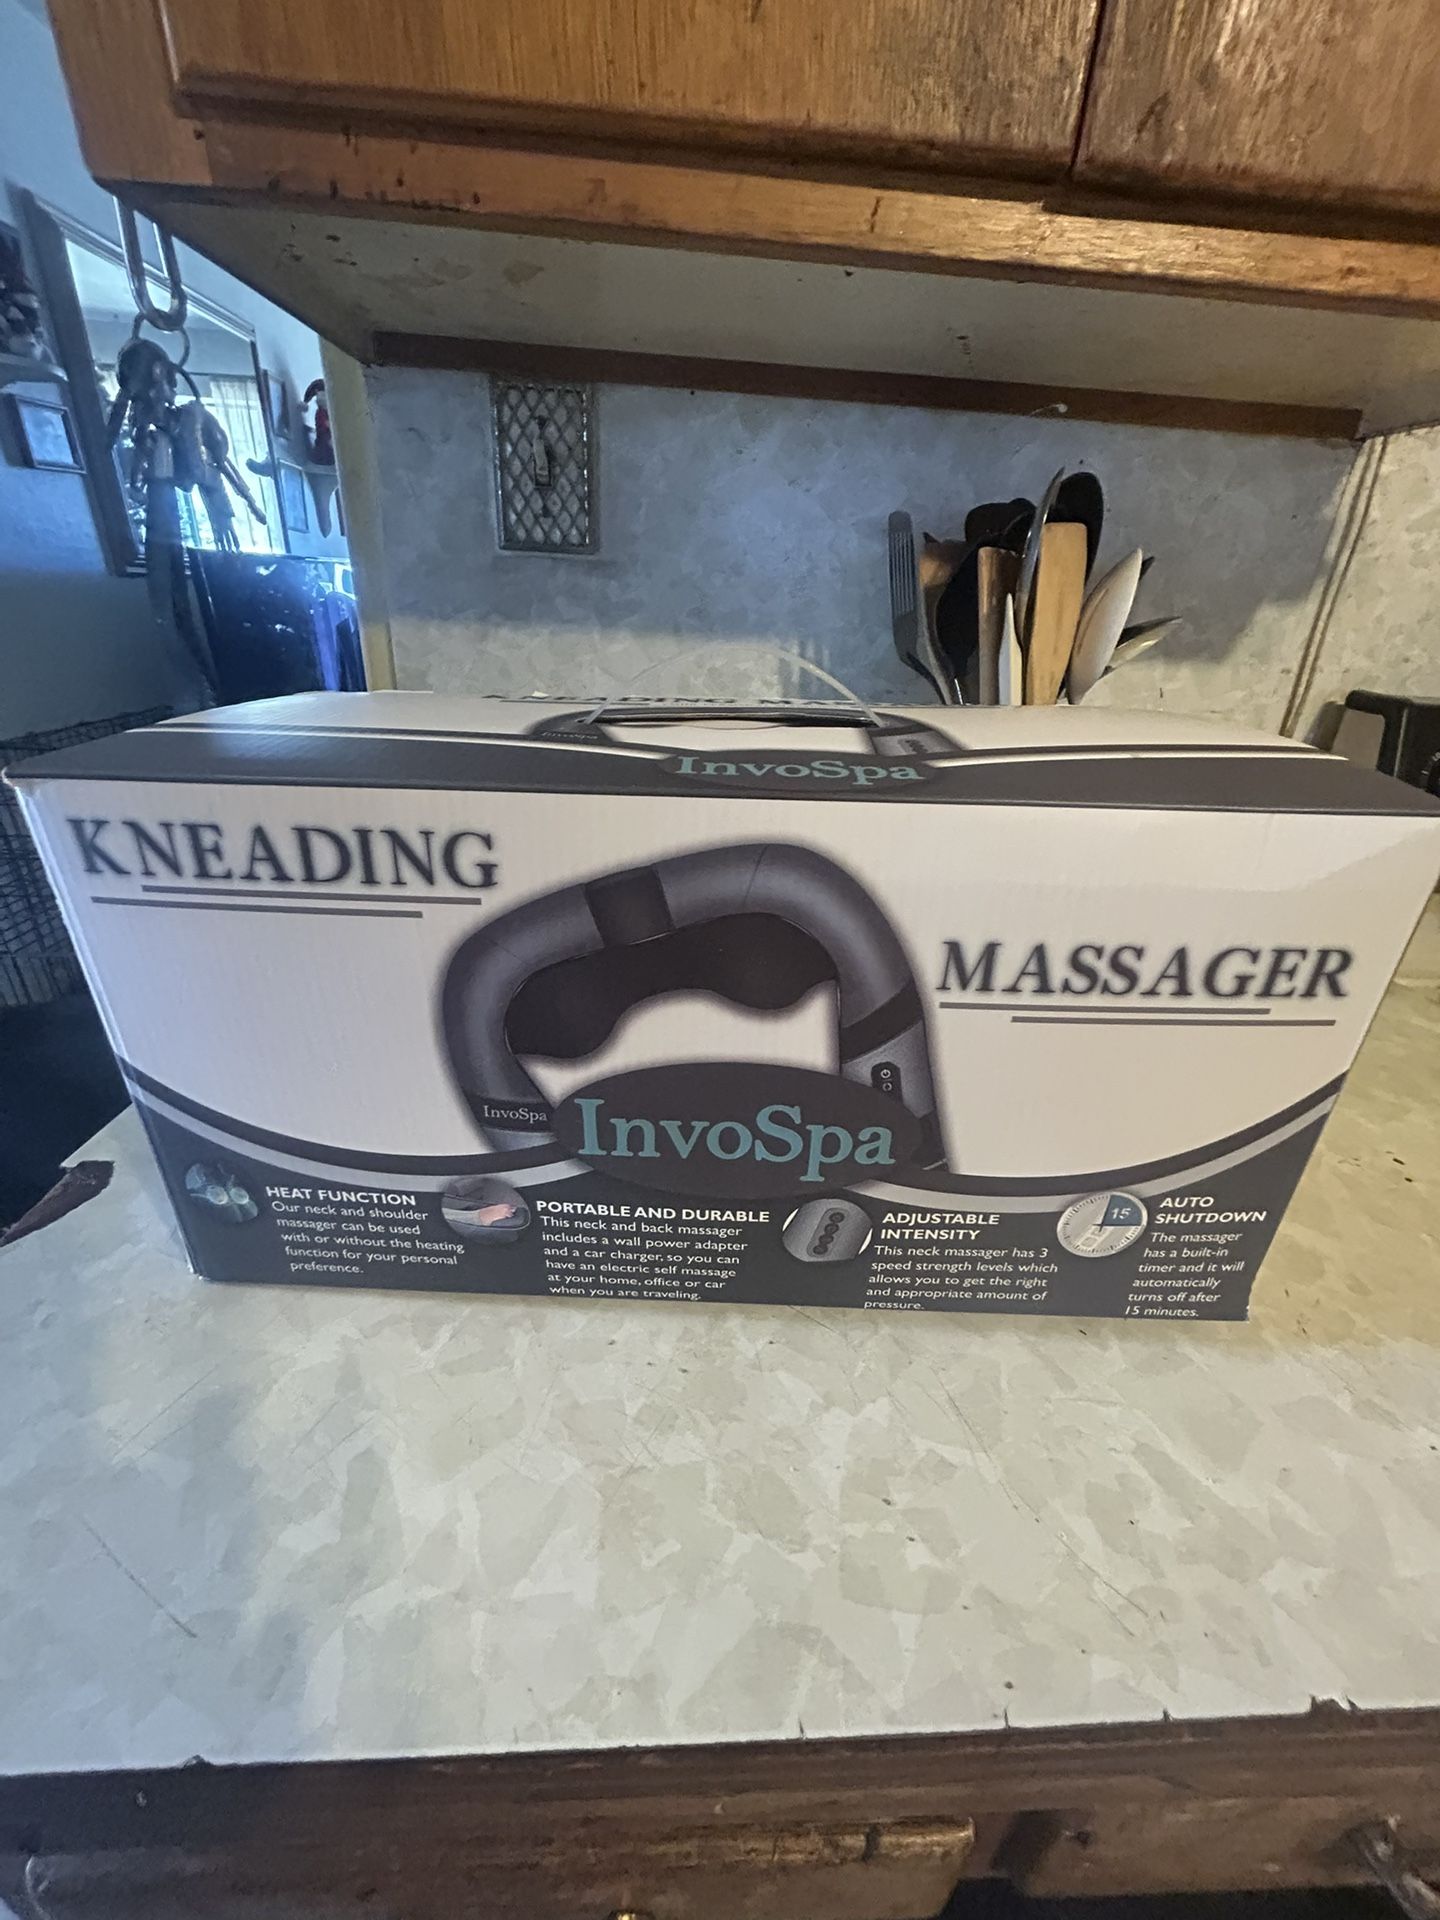 KNEADING MASSAGER
InvoSpa
InvoSpa
KNEADING
MASSAGER
InvoSpa
InvoSpa
HEAT FUNCTION
Our neck and shoulder
massager can be used
with or without the heating
function for your personal
preference.
PORTABLE AND DURABLE
This neck and back massager
includes a wall power adapter
and a car charger, so you can
have an electric self massage
at your home, office or car
when you are traveling.
ADJUSTABLE
INTENSITY
This neck massager has 3
speed strength levels which
allows you to get the right
and appropriate amount of
pressure.
15
AUTO
SHUTDOWN
The massager
has a built-in
timer and it will
automatically
turns off after
15 minutes.